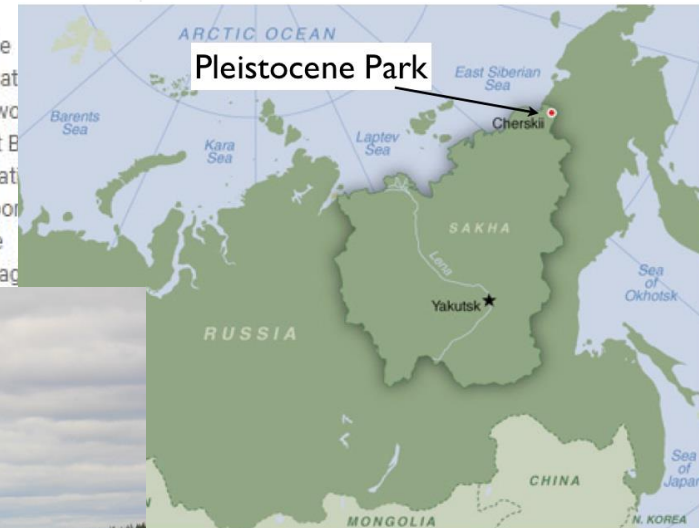 ARCTIC OCEAN
Pleistocene Park
East Siberian
Sea
Cherskii
Barents
Sea
Kara
Sea
Laptev
Sea
SAKHA
Lena
Yakutsk
RUSSIA
Sea
of
Okhotsk
CHINA
Sea
of
Japan
MONGOLIA
N. KOREA